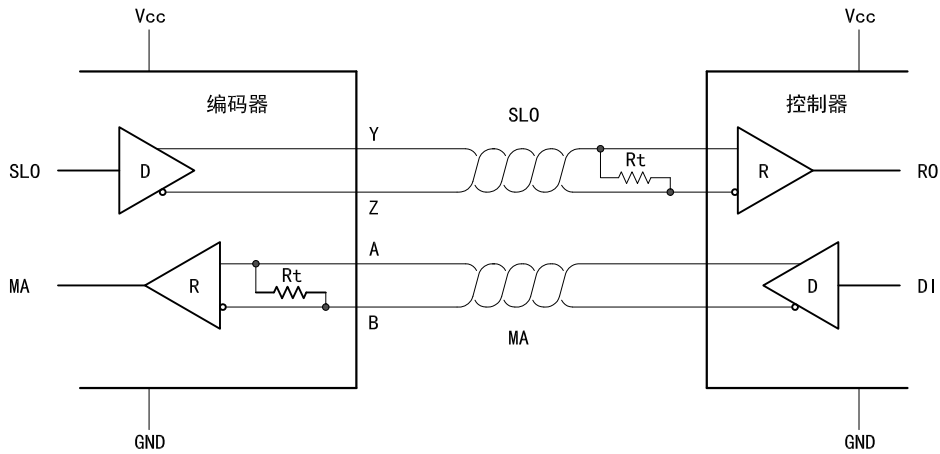 Vcc
Vcc
编码器
控制器
SLO
Y
Rt
SLO
D
R
RO
Z
A
MA
R
Rt
D
DI
B
MA
GND
GND